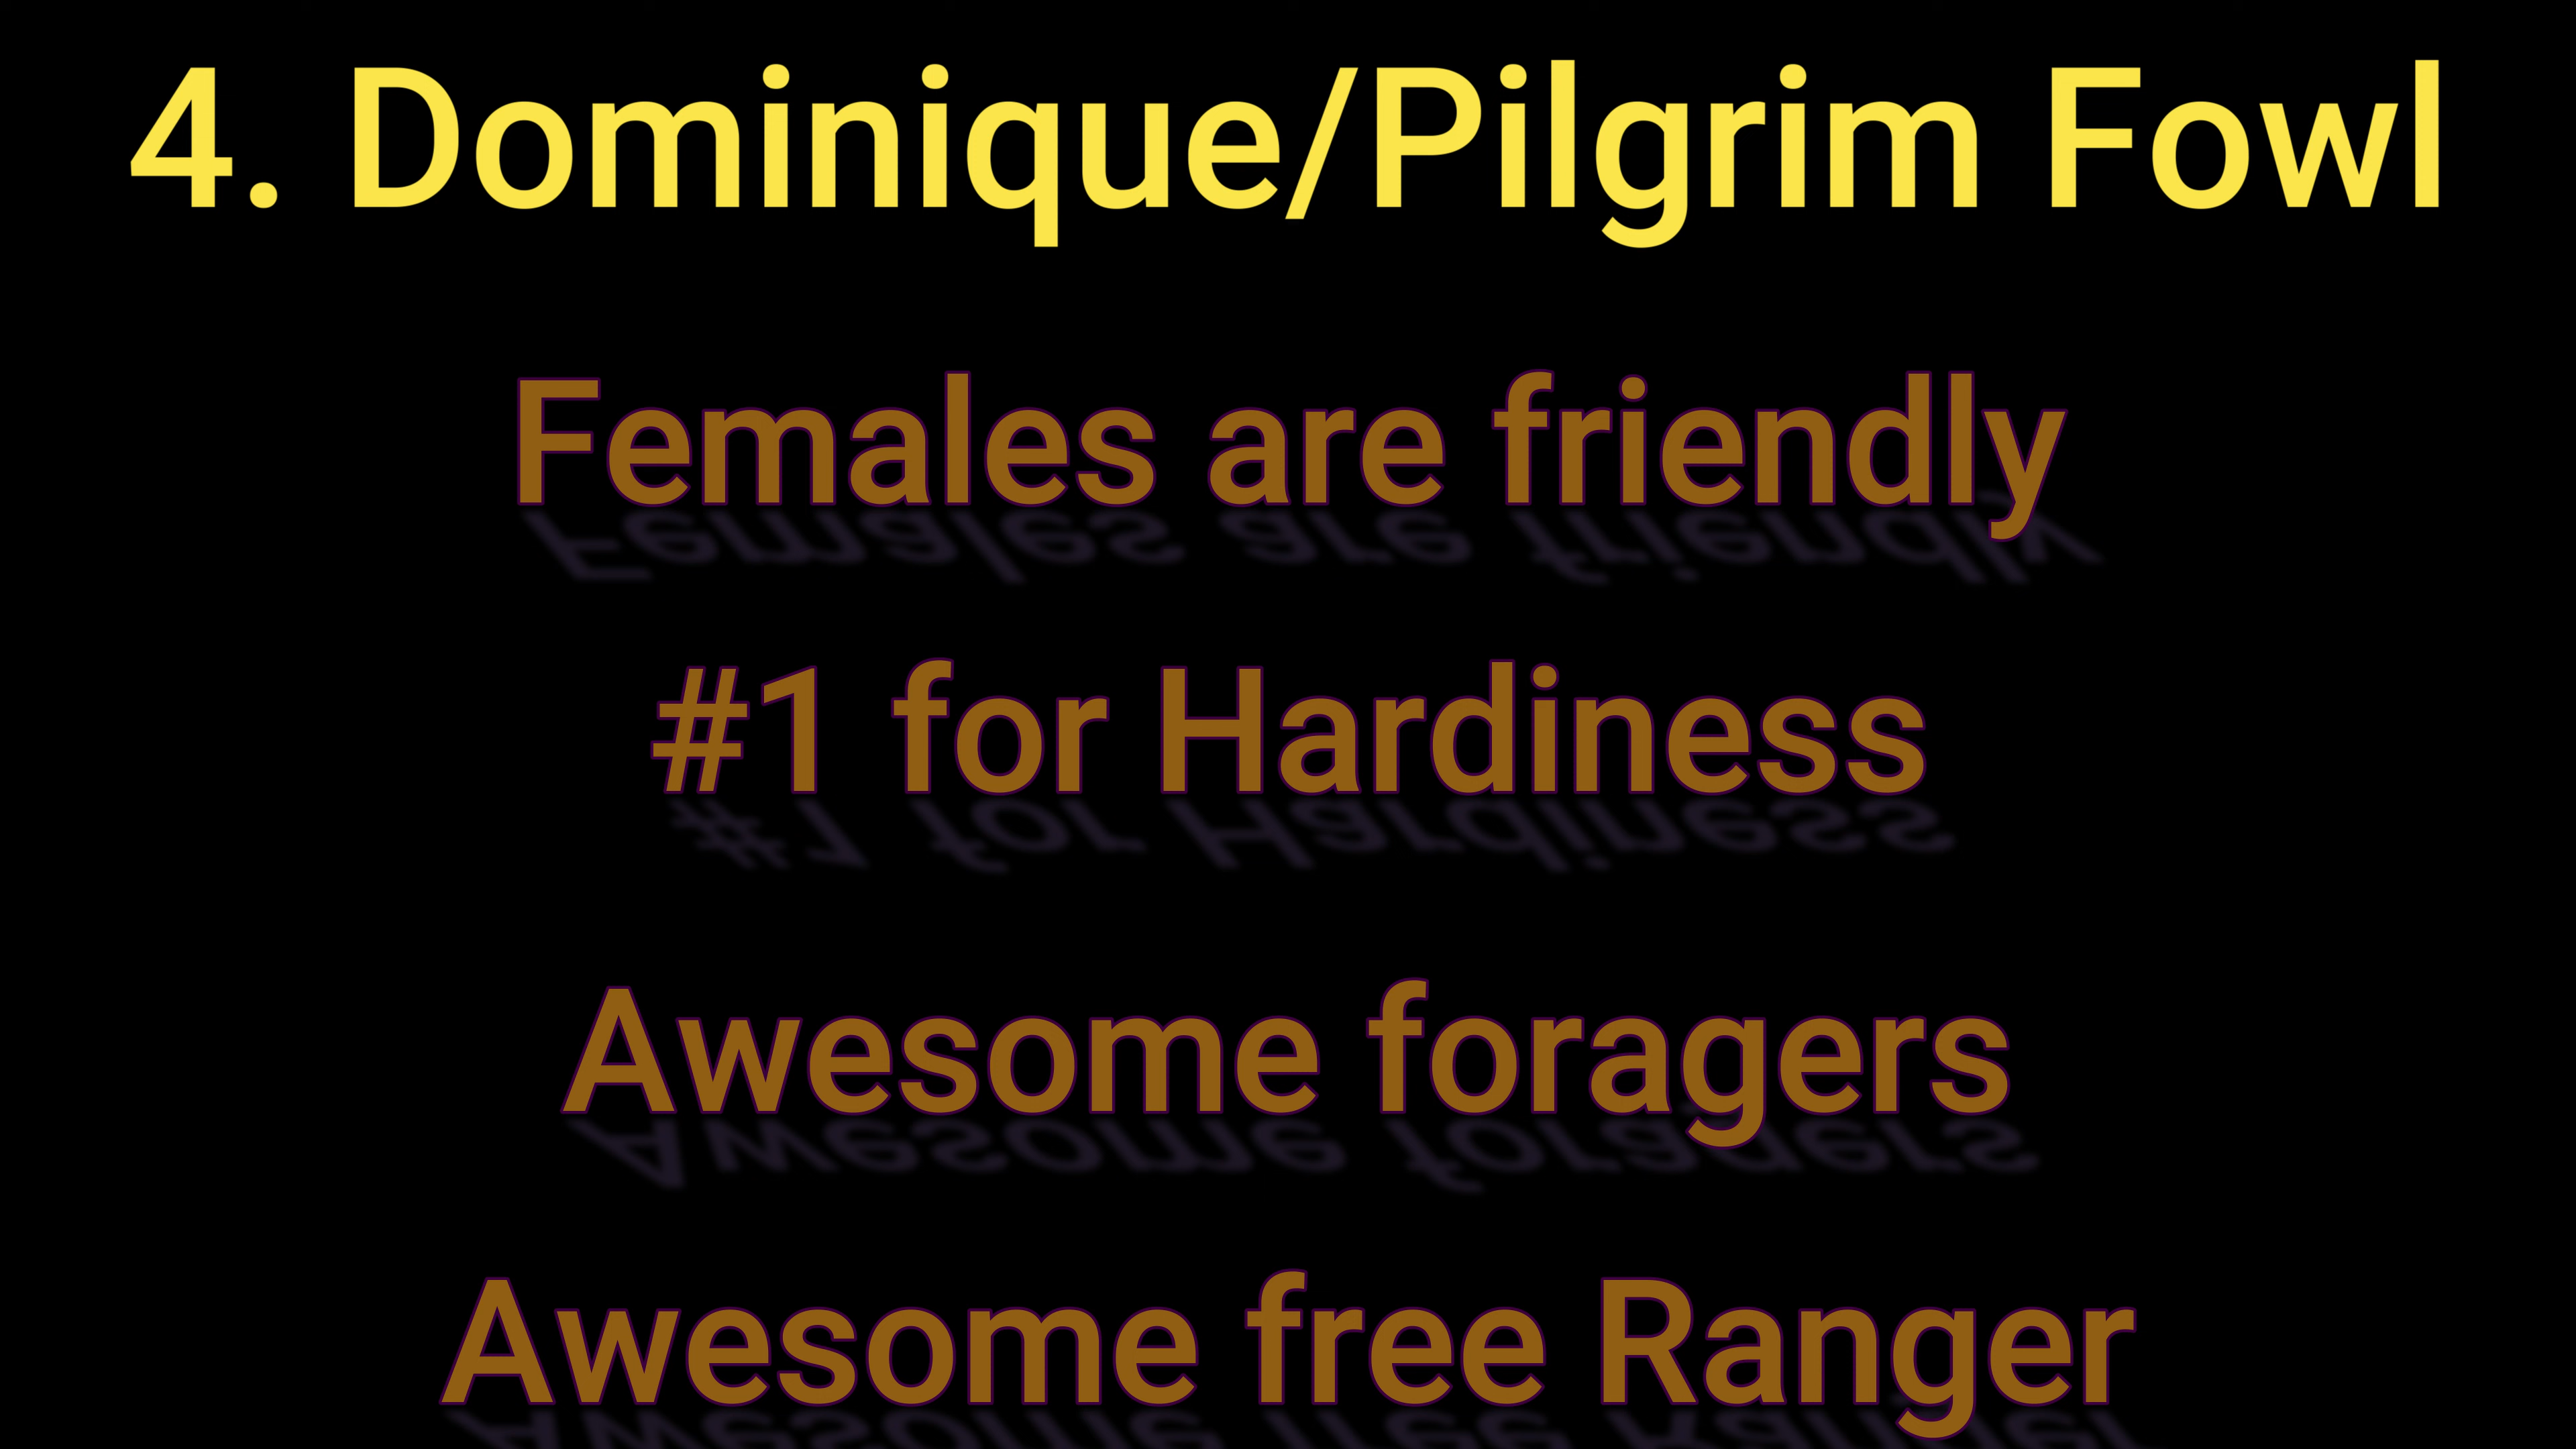 4. Dominique/Pilgrim Fowl
Females are friendly
#1 for Hardiness
Awesome foragers
Awesome free Ranger